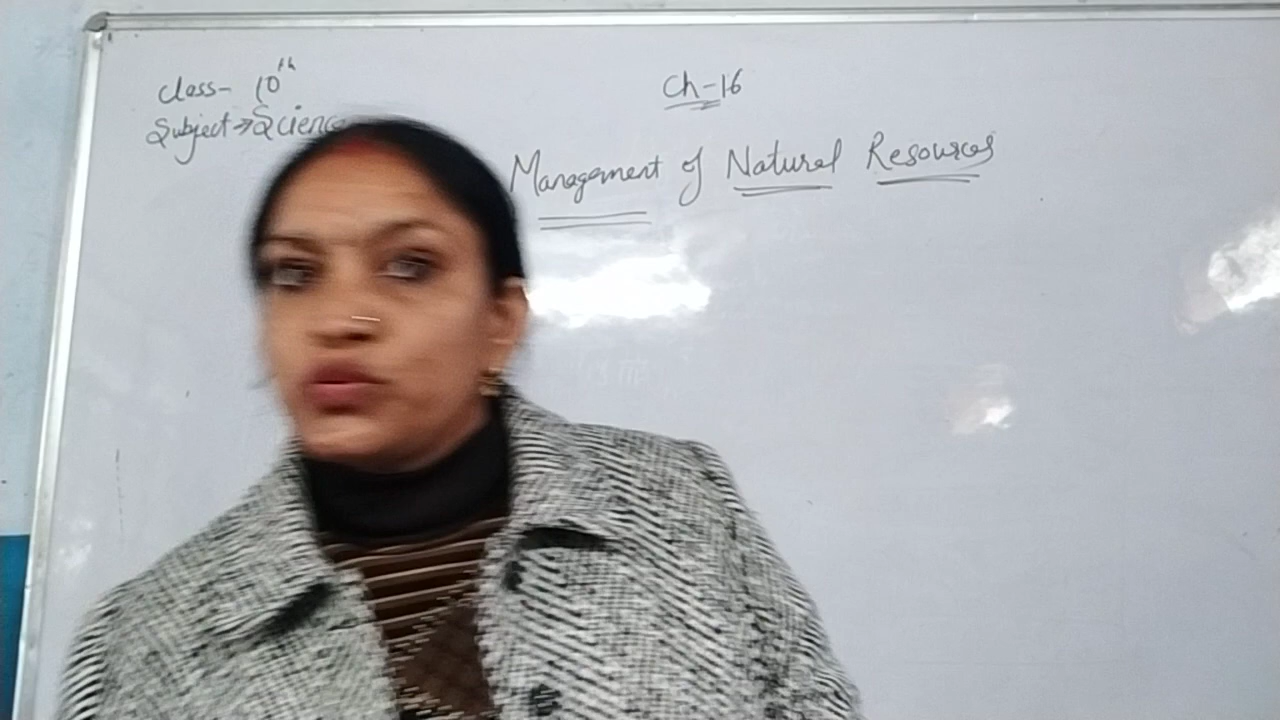 Class- 10th
Subject→Science
Ch-16
Management of Natural Resources